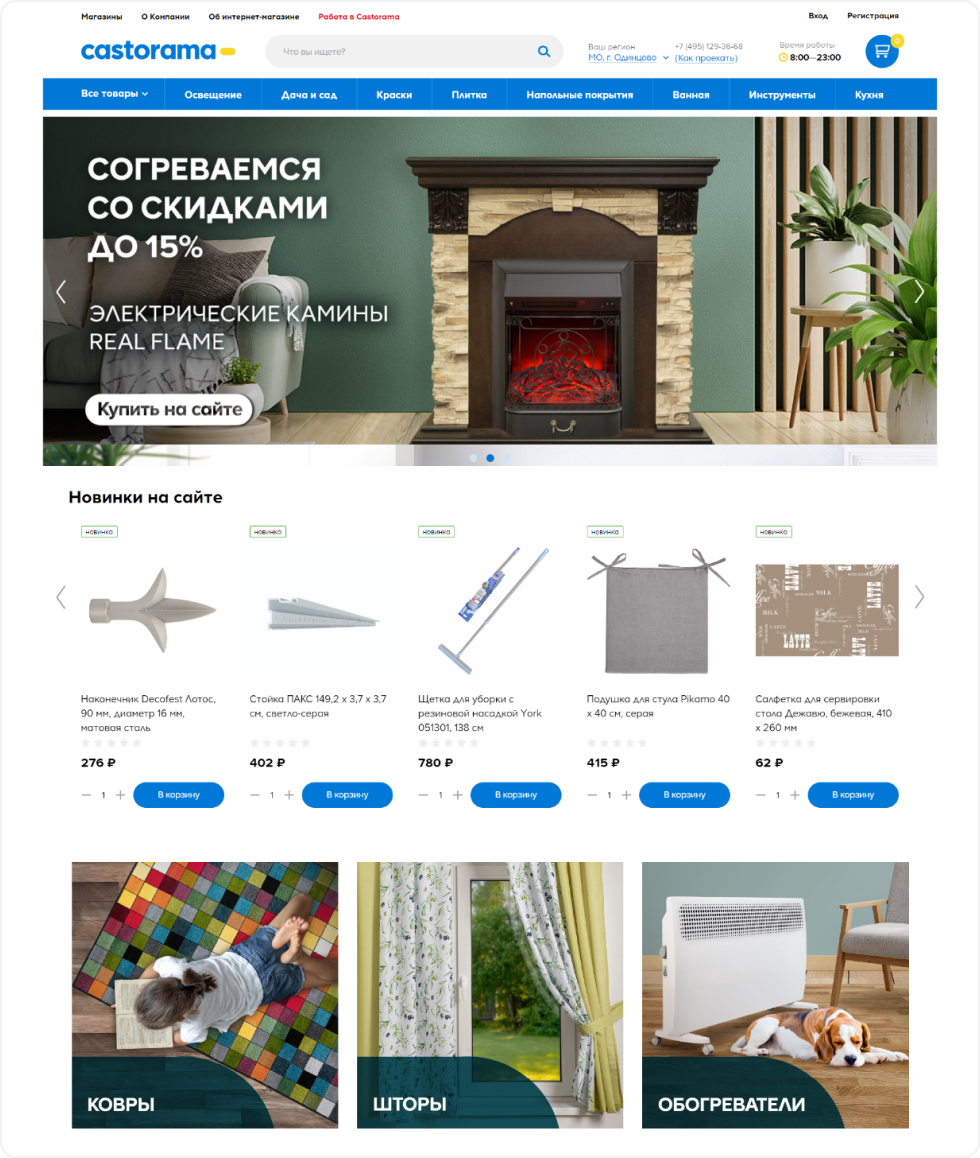 Магазины О Компании Об интернет-магазине Работа в Castorama Вход Регистрация
castorama
Что вы ищете?
Ваш регион
МО, г. Одинцово
+7 (495) 129-36-68
(Как проехать)
Время работы
8:00—23:00
0
Все товары Освещение Дача и сад Краски Плитка Напольные покрытия Ванная Инструменты Кухня
СОГРЕВАЕМСЯ
СО СКИДКАМИ
ДО 15%
ЭЛЕКТРИЧЕСКИЕ КАМИНЫ
REAL FLAME
Купить на сайте
Новинки на сайте
новинка
Наконечник Decofest Лотос,
90 мм, диаметр 16 мм,
матовая сталь
276 ₽
— 1 + В корзину
новинка
Стойка ПАКС 149,2 х 3,7 х 3,7
см, светло-серая
402 ₽
— 1 + В корзину
новинка
Щетка для уборки с
резиновой насадкой York
051301, 138 см
780 ₽
— 1 + В корзину
новинка
Подушка для стула Pikamo 40
х 40 см, серая
415 ₽
— 1 + В корзину
новинка
LATTE
MILK
Coffee
LATTE
Салфетка для сервировки
стола Дежавю, бежевая, 410
х 260 мм
62 ₽
— 1 + В корзину
КОВРЫ
ШТОРЫ
ОБОГРЕВАТЕЛИ